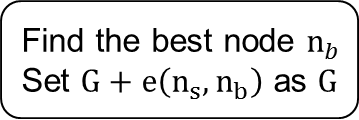 Find the best node n_b
Set G + e(n_s, n_b) as G